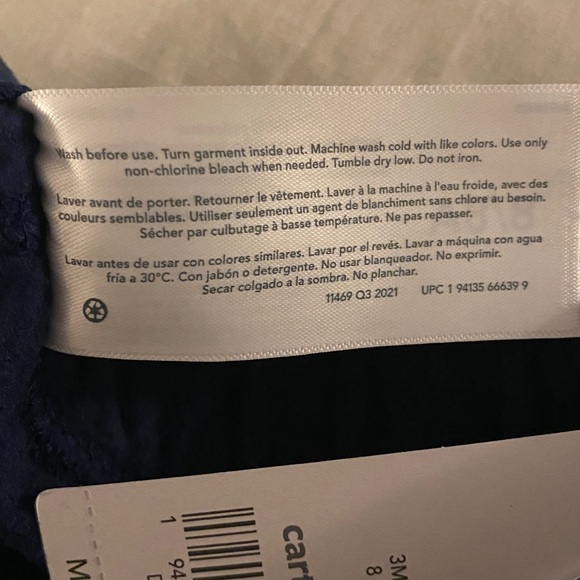 Wash before use. Turn garment inside out. Machine wash cold with like colors. Use only
non-chlorine bleach when needed. Tumble dry low. Do not iron.
Laver avant de porter. Retourner le vêtement. Laver à la machine à l'eau froide, avec des
couleurs semblables. Utiliser seulement un agent de blanchiment sans chlore au besoin.
Sécher par culbutage à basse température. Ne pas repasser.
Lavar antes de usar con colores similares. Lavar por el revés. Lavar a máquina con agua
fría a 30°C. Con jabón o detergente. No usar blanqueador. No exprimir.
Secar colgado a la sombra. No planchar.
11469 Q3 2021 UPC 1 94135 66639 9
1 94
cart
3M
8
M